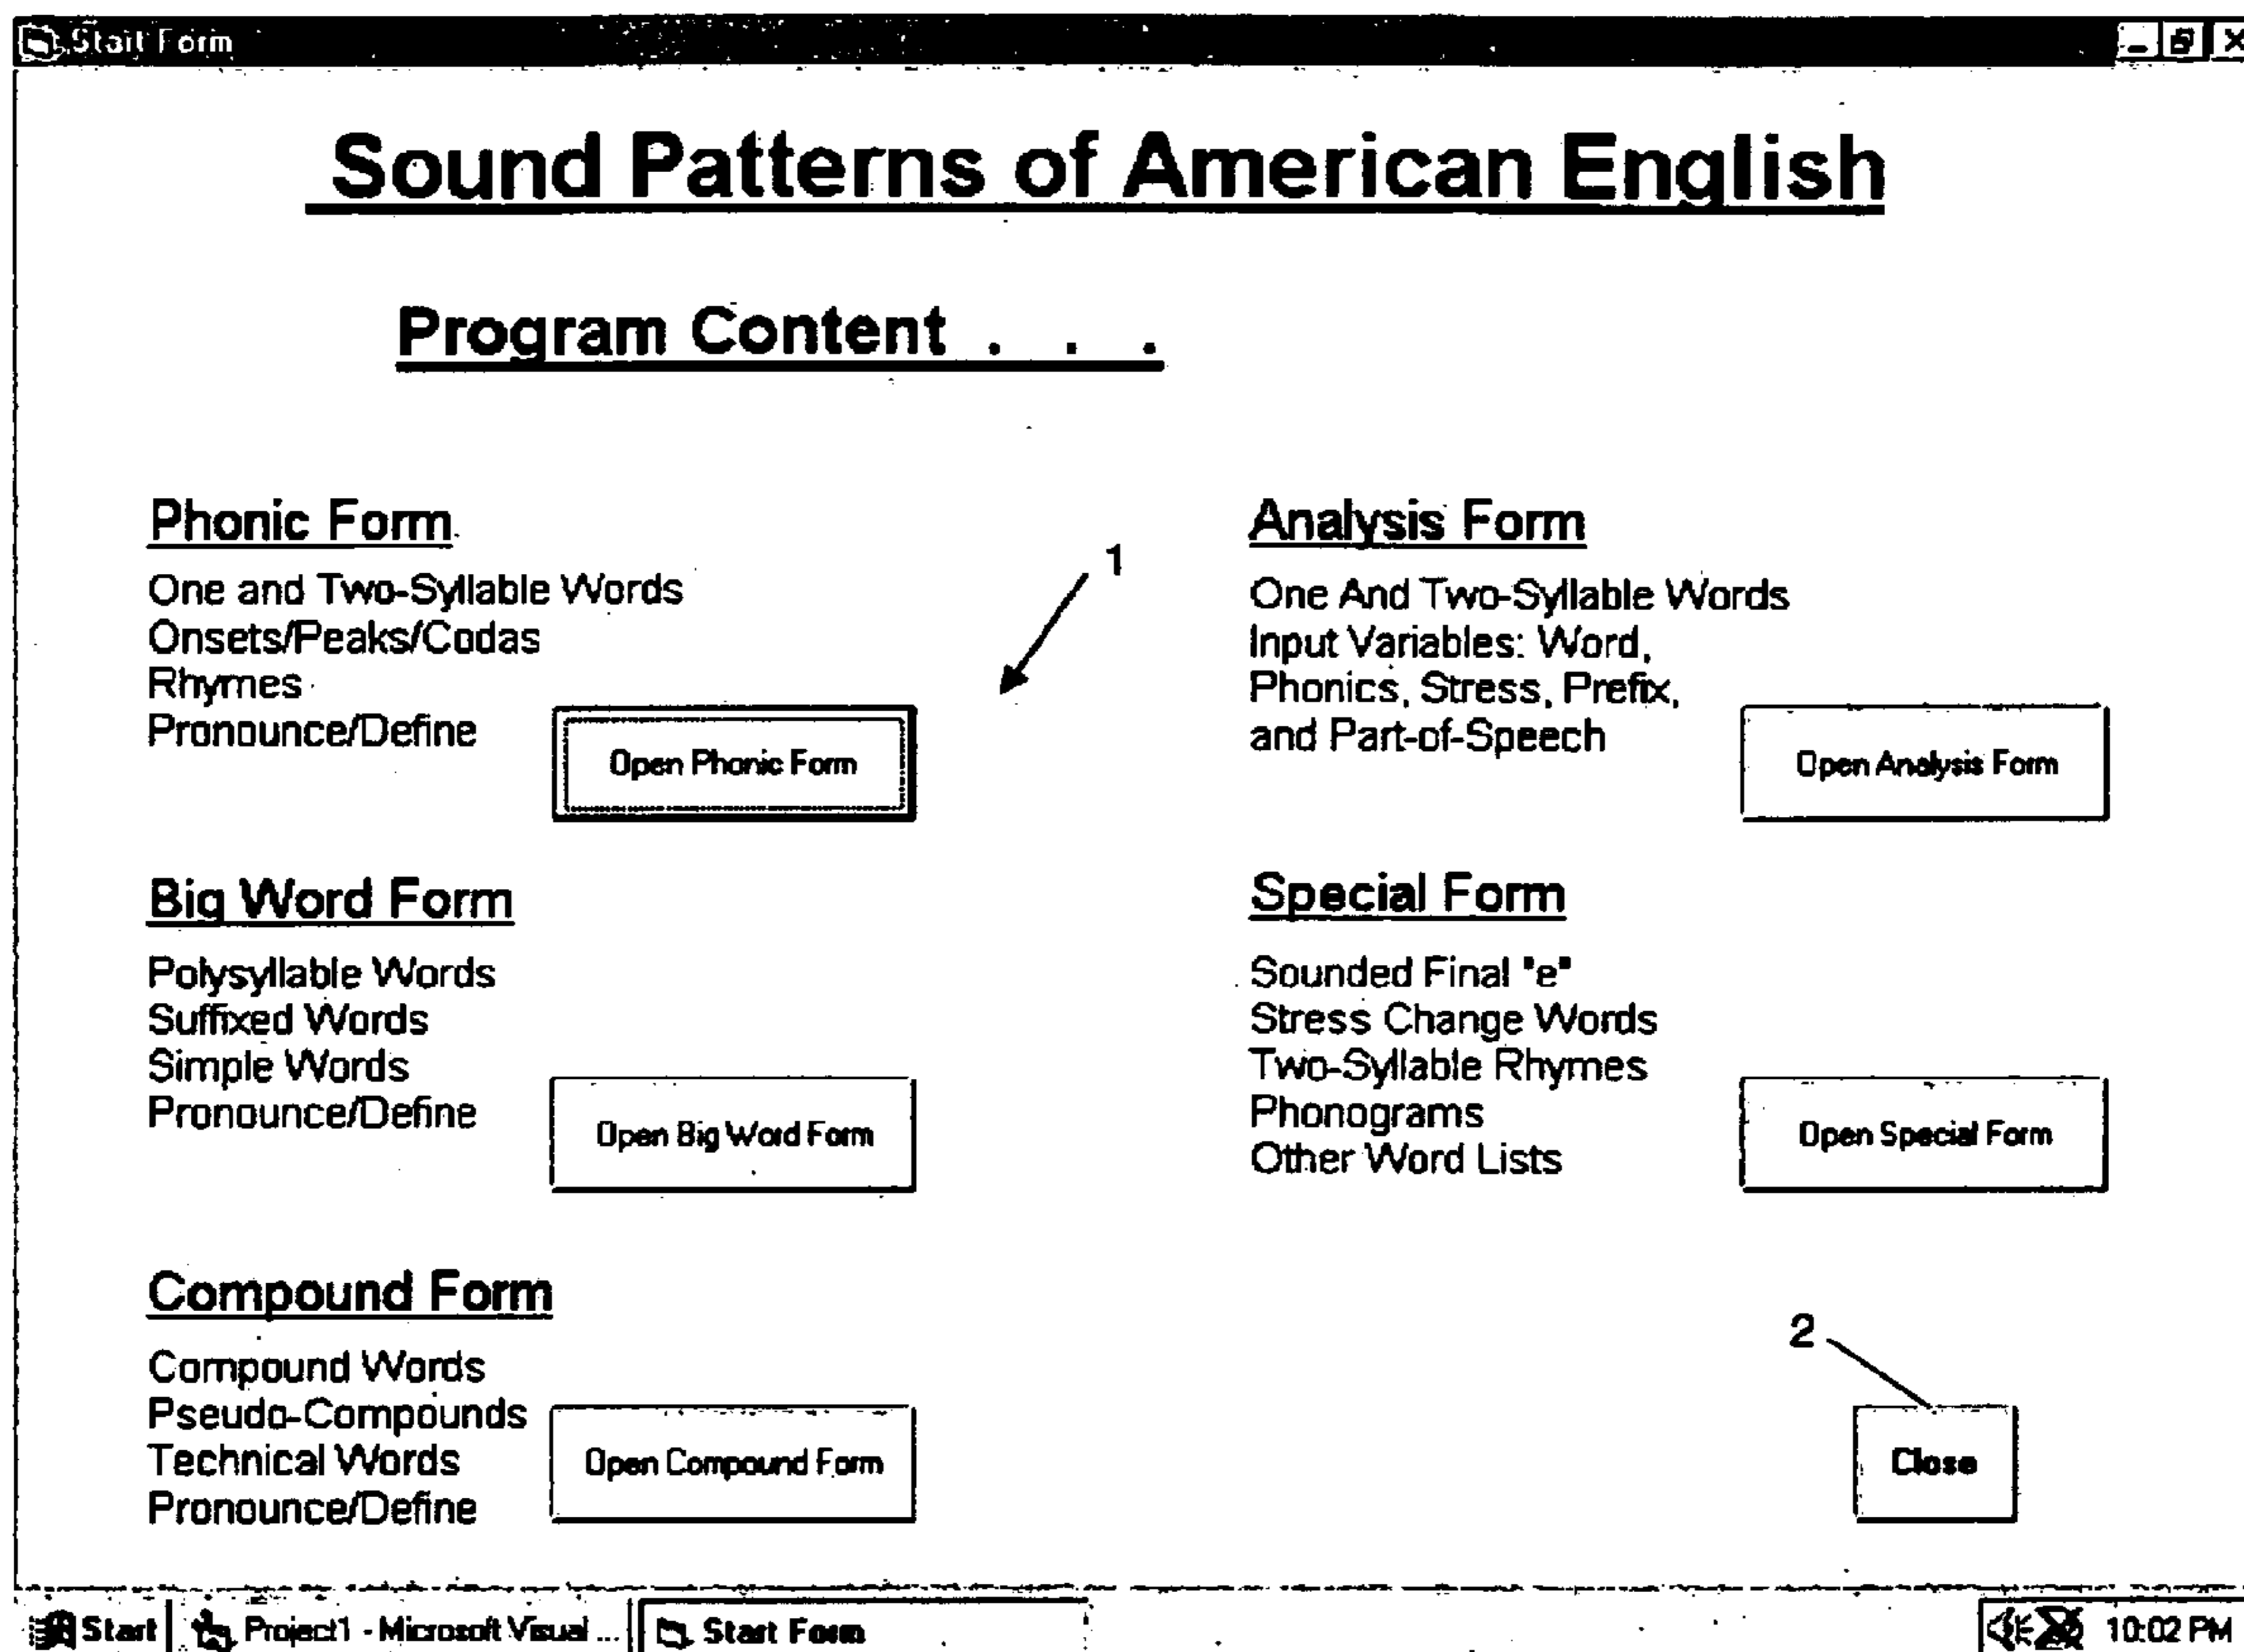 Start Form
Sound Patterns of American English
Program Content . . .
Phonic Form
One and Two-Syllable Words
Onsets/Peaks/Codas
Rhymes
Pronounce/Define
Open Phonic Form
1
Analysis Form
One And Two-Syllable Words
Input Variables: Word,
Phonics, Stress, Prefix,
and Part-of-Speech
Open Analysis Form
Big Word Form
Polysyllable Words
Suffixed Words
Simple Words
Pronounce/Define
Open Big Word Form
Special Form
Sounded Final "e"
Stress Change Words
Two-Syllable Rhymes
Phonograms
Other Word Lists
Open Special Form
Compound Form
Compound Words
Pseudo-Compounds
Technical Words
Pronounce/Define
Open Compound Form
2
Close
Start
Project1 - Microsoft Visual ...
Start Form
10:02 PM